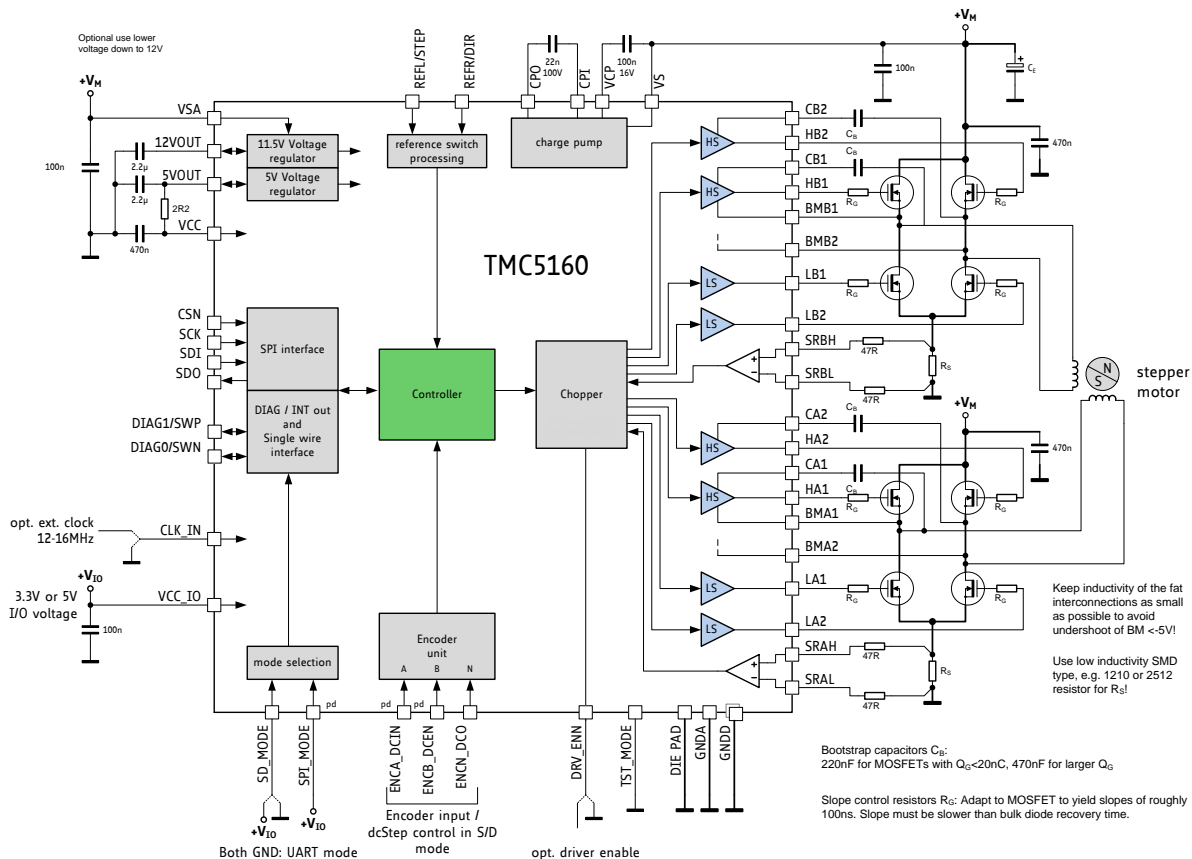 +VM
Optional use lower
voltage down to 12V
+VM
REFL/STEP
REFR/DIR
CPO
22n
100V
CPI
VCP
100n
16V
VS
100n
CE
VSA
12VOUT
5VOUT
VCC
100n
2.2µ
2.2µ
2R2
470n
11.5V Voltage
regulator
5V Voltage
regulator
reference switch
processing
charge pump
TMC5160
HS
HS
LS
LS
CB2
HB2
CB1
HB1
BMB1
BMB2
LB1
LB2
SRBH
SRBL
CB
CB
RG
RG
RG
RG
470n
47R
47R
RS
CSN
SCK
SDI
SDO
DIAG1/SWP
DIAG0/SWN
SPI interface
DIAG / INT out
and
Single wire
interface
Controller
Chopper
+
−
N
S
stepper
motor
+VM
470n
HS
HS
LS
LS
CA2
HA2
CA1
HA1
BMA1
BMA2
LA1
LA2
SRAH
SRAL
CB
CB
RG
RG
RG
RG
47R
47R
RS
+
−
opt. ext. clock
12-16MHz
CLK_IN
+VIO
3.3V or 5V
I/O voltage
VCC_IO
100n
mode selection
Encoder
unit
A B N
pd
pd
pd
SD_MODE
SPI_MODE
ENCA_DCIN
ENCB_DCEN
ENCN_DCO
DRV_ENN
TST_MODE
DIE PAD
GNDA
GNDD
+VIO
+VIO
Both GND: UART mode
Encoder input /
dcStep control in S/D
mode
opt. driver enable
Keep inductivity of the fat
interconnections as small
as possible to avoid
undershoot of BM <-5V!
Use low inductivity SMD
type, e.g. 1210 or 2512
resistor for RS!
Bootstrap capacitors CB:
220nF for MOSFETs with QG<20nC, 470nF for larger QG
Slope control resistors RG: Adapt to MOSFET to yield slopes of roughly
100ns. Slope must be slower than bulk diode recovery time.